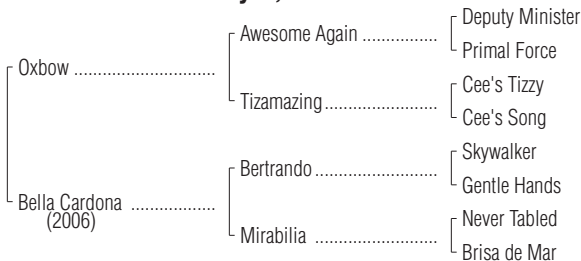 Deputy Minister
Awesome Again ................
Primal Force
Oxbow ..............................
Cee's Tizzy
Tizamazing........................
Cee's Song
Skywalker
Bertrando..........................
Gentle Hands
Bella Cardona ..................
(2006)
Never Tabled
Mirabilia ..........................
Brisa de Mar